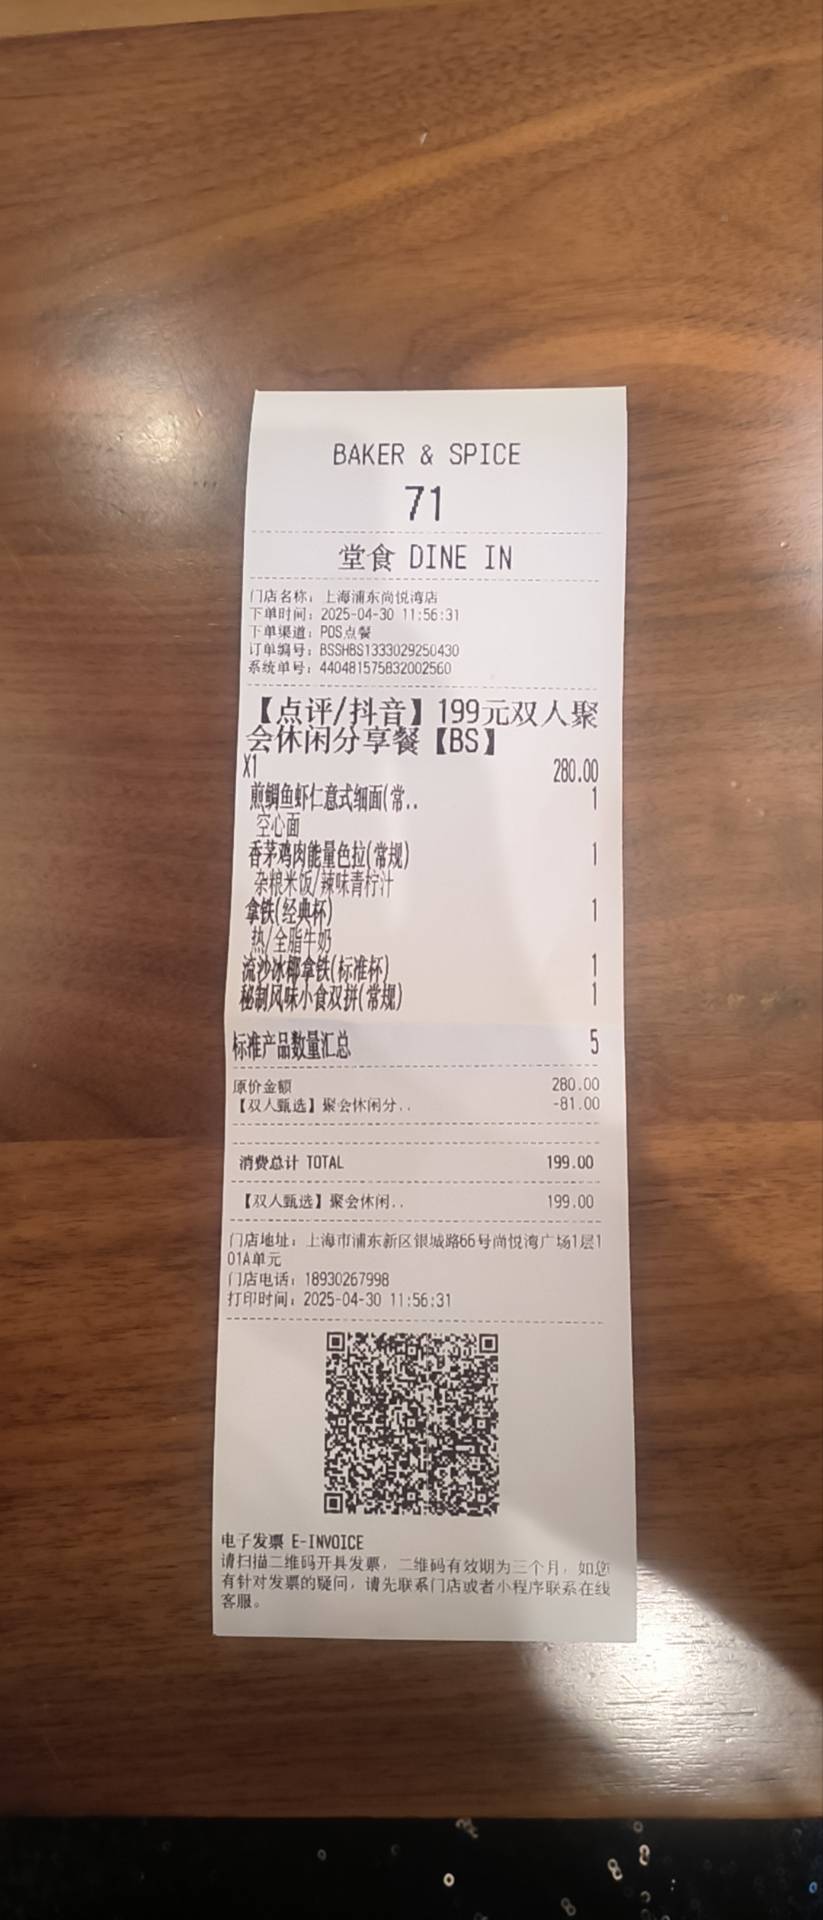 BAKER & SPICE
71
堂食 DINE IN
门店名称：上海浦东尚悦湾店
下单时间：2025-04-30 11:56:31
下单渠道：POS点餐
订单编号：BSSHBS1333029250430
系统单号：440481575832002560
【点评/抖音】199元双人聚
会休闲分享餐【BS】
X1 280.00
煎鲷鱼虾仁意式细面(常.. 1
空心面
香茅鸡肉能量色拉(常规) 1
杂粮米饭/辣味青柠汁
拿铁(经典杯) 1
热/全脂牛奶
流沙冰椰拿铁(标准杯) 1
秘制风味小食双拼(常规) 1
标准产品数量汇总 5
原价金额 280.00
【双人甄选】聚会休闲分.. -81.00
消费总计 TOTAL 199.00
【双人甄选】聚会休闲.. 199.00
门店地址：上海市浦东新区银城路66号尚悦湾广场1层1
01A单元
门店电话：18930267998
打印时间：2025-04-30 11:56:31
电子发票 E-INVOICE
请扫描二维码开具发票，二维码有效期为三个月，如您
有针对发票的疑问，请先联系门店或者小程序联系在线
客服。